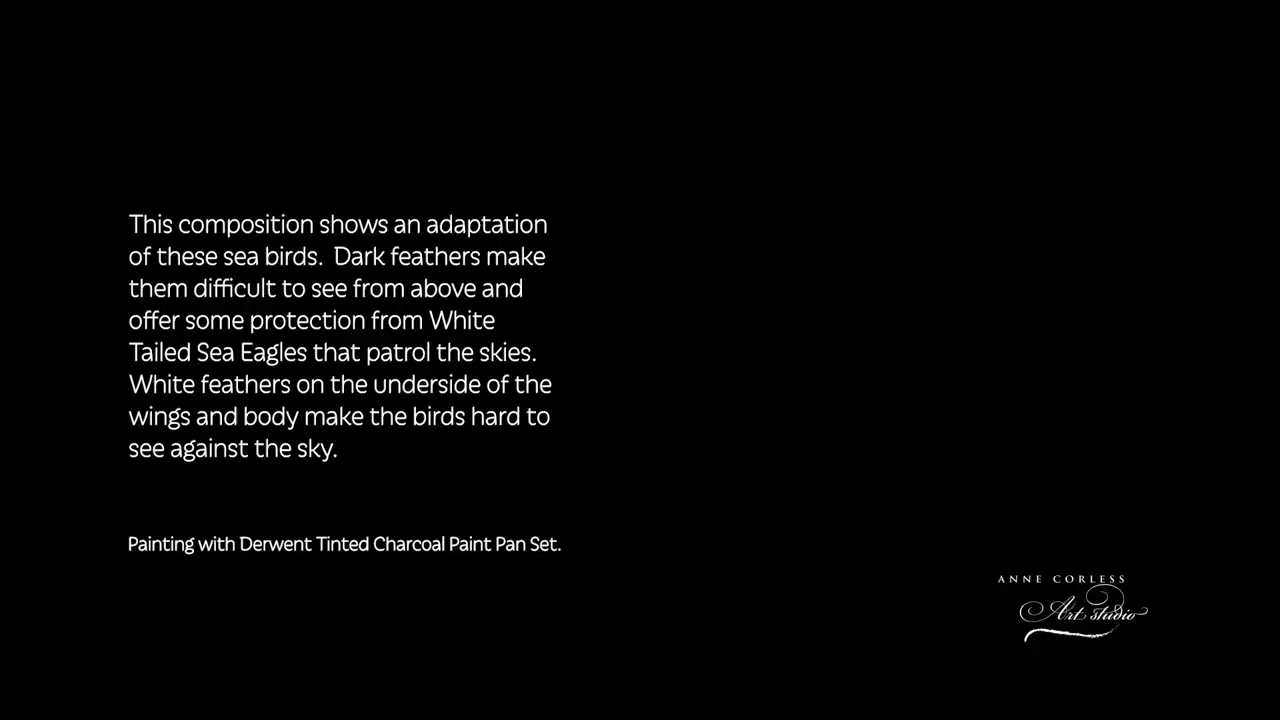 This composition shows an adaptation
of these sea birds.  Dark feathers make
them difficult to see from above and
offer some protection from White
Tailed Sea Eagles that patrol the skies.
White feathers on the underside of the
wings and body make the birds hard to
see against the sky.
Painting with Derwent Tinted Charcoal Paint Pan Set.
ANNE CORLESS
Art studio